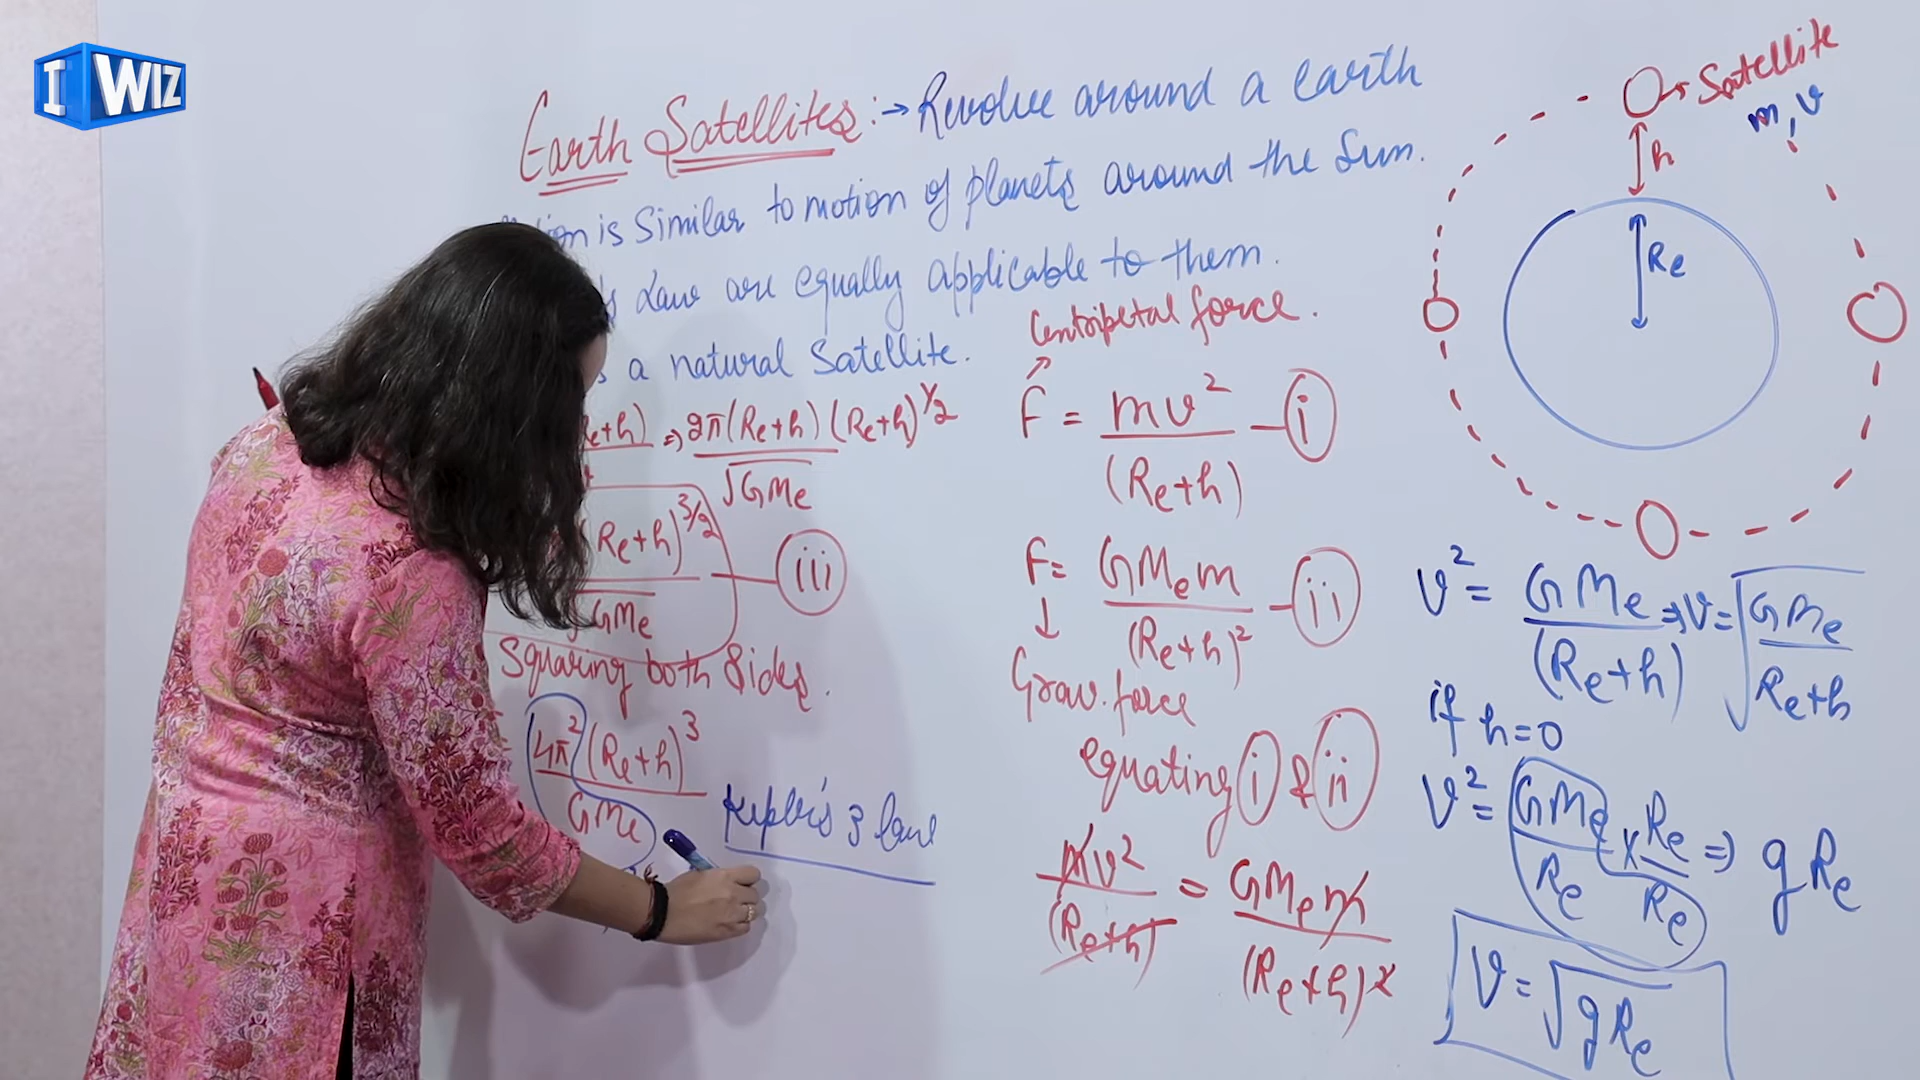 I WIZ
Earth Satellites :→ Revolve around a earth
is Similar to motion of planets around the Sun.
Law are equally applicable to them.
a natural Satellite.
Re+h) ⇒ 2π(Re+h) (Re+h)^1/2
√GMe
(Re+h)^3/2 — iii
GMe
Squaring both Sides.
= 4π² (Re+h)³
GMe
Kepler's 3 law
Centripetal force.
F = mv² — i
(Re+h)
F = GMem — ii
(Re+h)²
Grav. force
equating i & ii
mv² = GMem
(Re+h) (Re+h)2
Satellite
m, v
h
Re
v² = GMe ⇒ v = √GMe
(Re+h) Re+h
if h=0
v² = GMe x Re ⇒ gRe
Re Re
v = √gRe